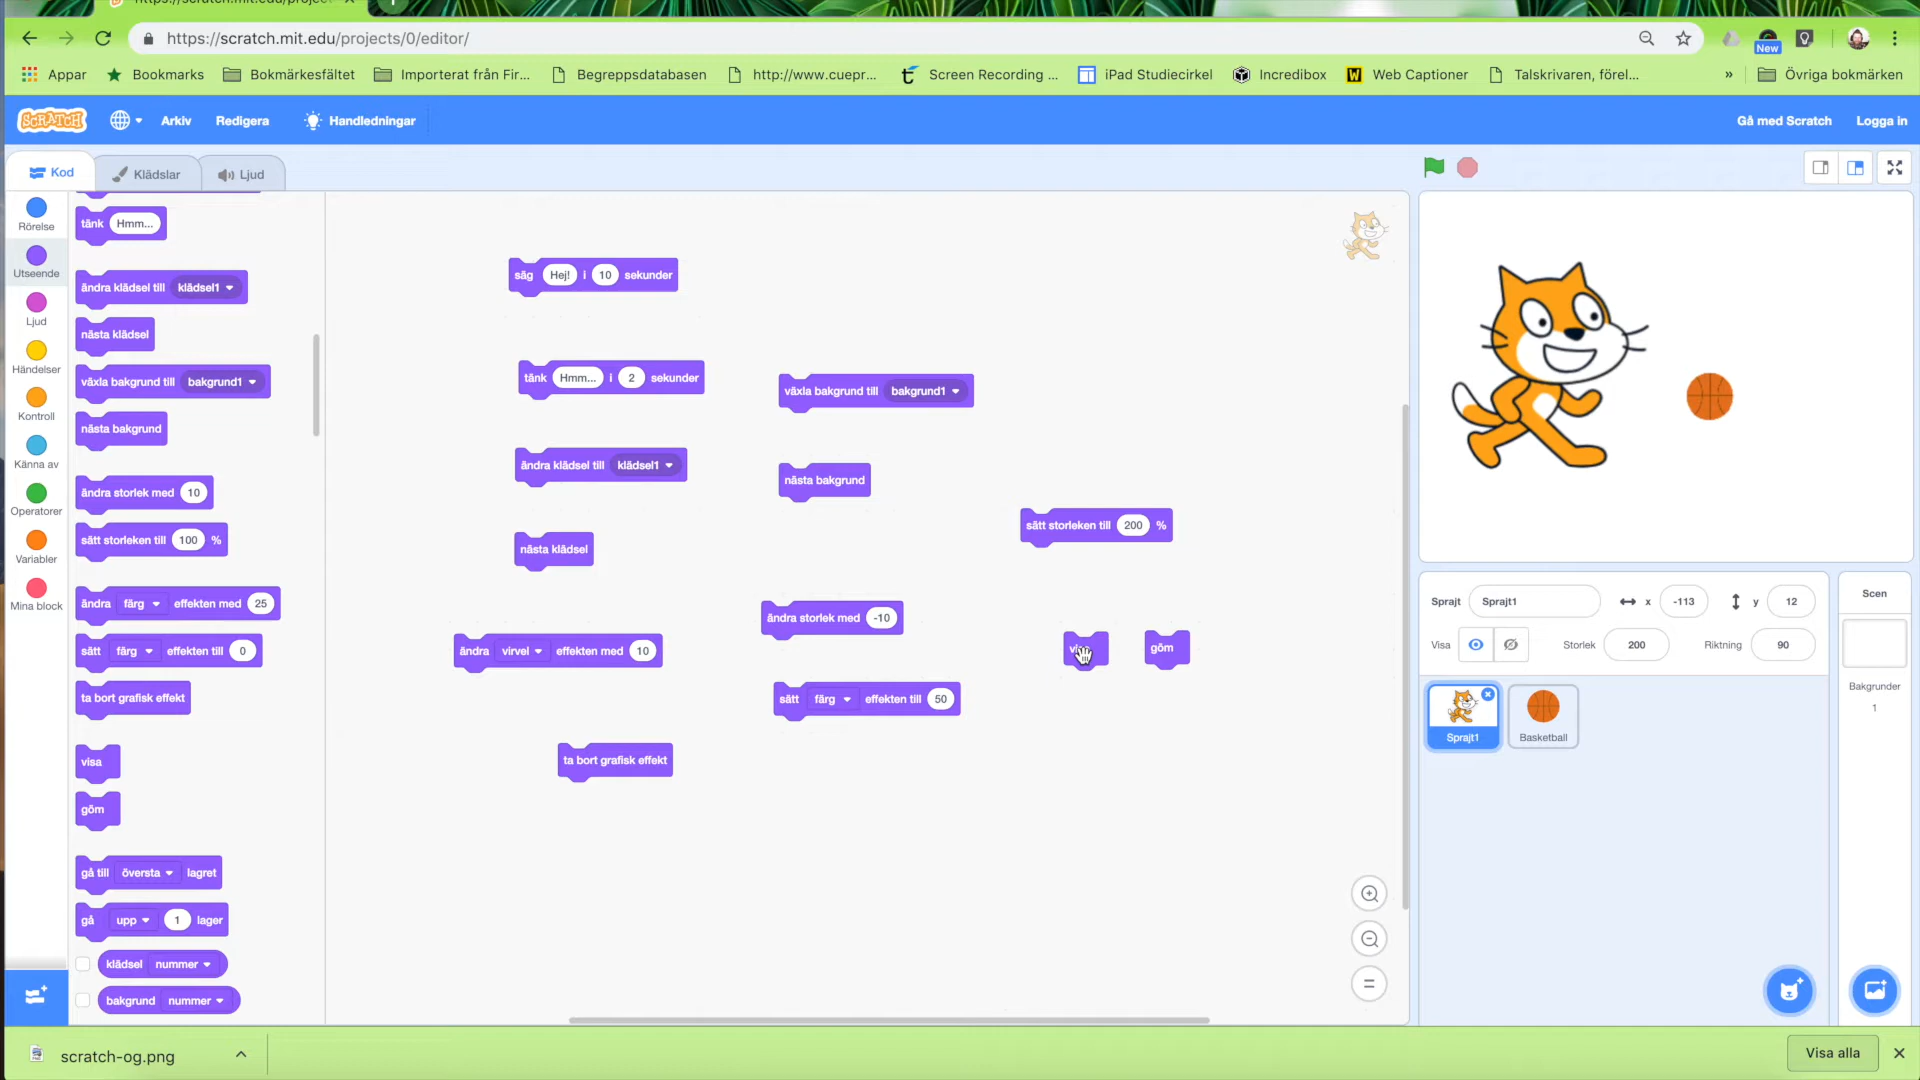 https://scratch.mit.edu/projec
https://scratch.mit.edu/projects/0/editor/
New
Appar
Bookmarks
Bokmärkesfältet
Importerat från Fir...
Begreppsdatabasen
http://www.cuepr...
Screen Recording ...
iPad Studiecirkel
Incredibox
Web Captioner
Talskrivaren, förel...
»
Övriga bokmärken
SCRATCH
Arkiv
Redigera
Handledningar
Gå med Scratch
Logga in
Kod
Klädslar
Ljud
Rörelse
Utseende
Ljud
Händelser
Kontroll
Känna av
Operatorer
Variabler
Mina block
tänk Hmm...
ändra klädsel till klädsel1
nästa klädsel
växla bakgrund till bakgrund1
nästa bakgrund
ändra storlek med 10
sätt storleken till 100 %
ändra färg effekten med 25
sätt färg effekten till 0
ta bort grafisk effekt
visa
göm
gå till översta lagret
gå upp 1 lager
klädsel nummer
bakgrund nummer
säg Hej! i 10 sekunder
tänk Hmm... i 2 sekunder
växla bakgrund till bakgrund1
ändra klädsel till klädsel1
nästa bakgrund
sätt storleken till 200 %
nästa klädsel
ändra storlek med -10
ändra virvel effekten med 10
göm
sätt färg effekten till 50
ta bort grafisk effekt
Sprajt Sprajt1 x -113 y 12
Visa Storlek 200 Riktning 90
Sprajt1
Basketball
Scen
Bakgrunder
1
scratch-og.png
Visa alla